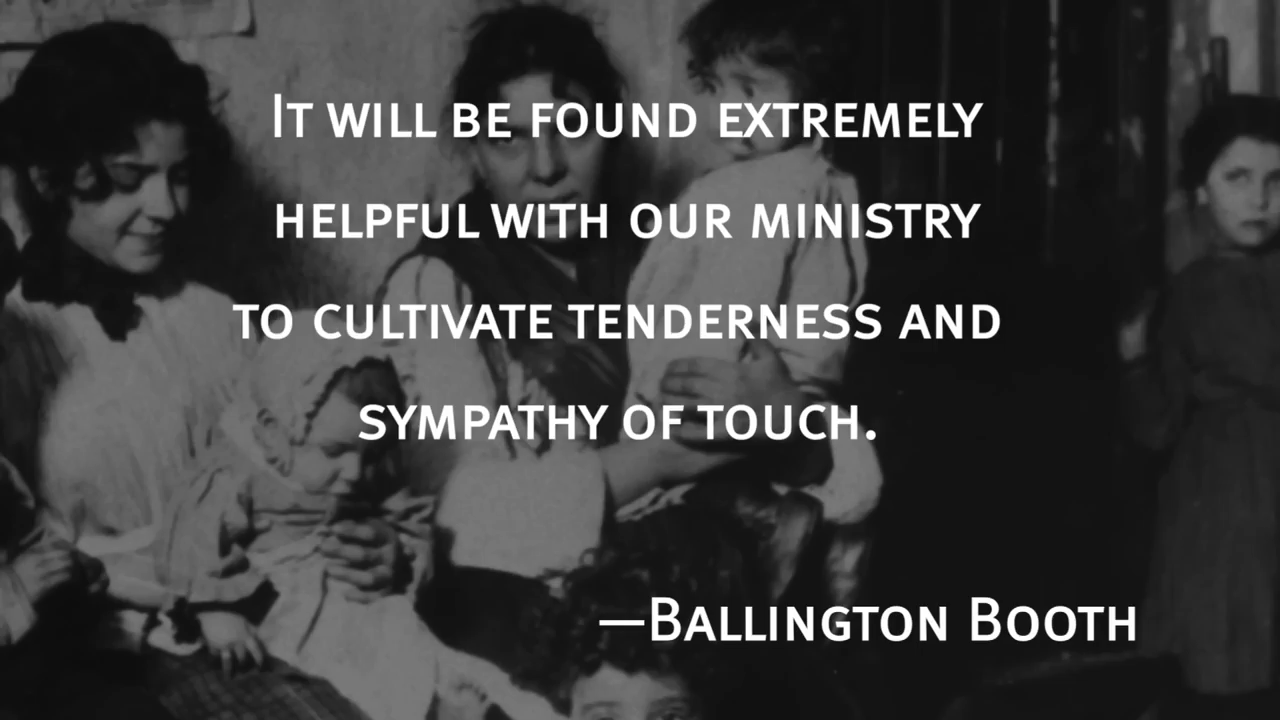 It will be found extremely
helpful with our ministry
to cultivate tenderness and
sympathy of touch.
—Ballington Booth